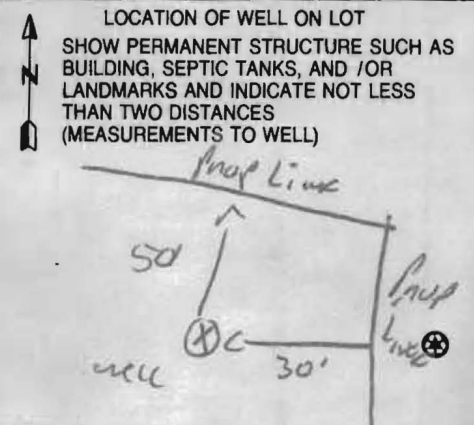 LOCATION OF WELL ON LOT
SHOW PERMANENT STRUCTURE SUCH AS
N
BUILDING, SEPTIC TANKS, AND /OR
LANDMARKS AND INDICATE NOT LESS
THAN TWO DISTANCES
(MEASUREMENTS TO WELL)
Prop Line
50'
Prop
Line
X
30'
well